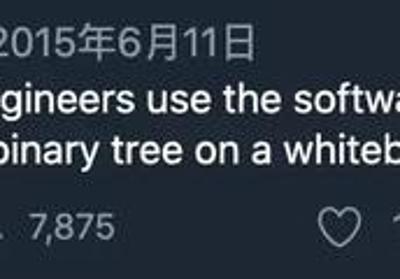 2015年6月11日
gineers use the softwa
binary tree on a whiteb
7,875